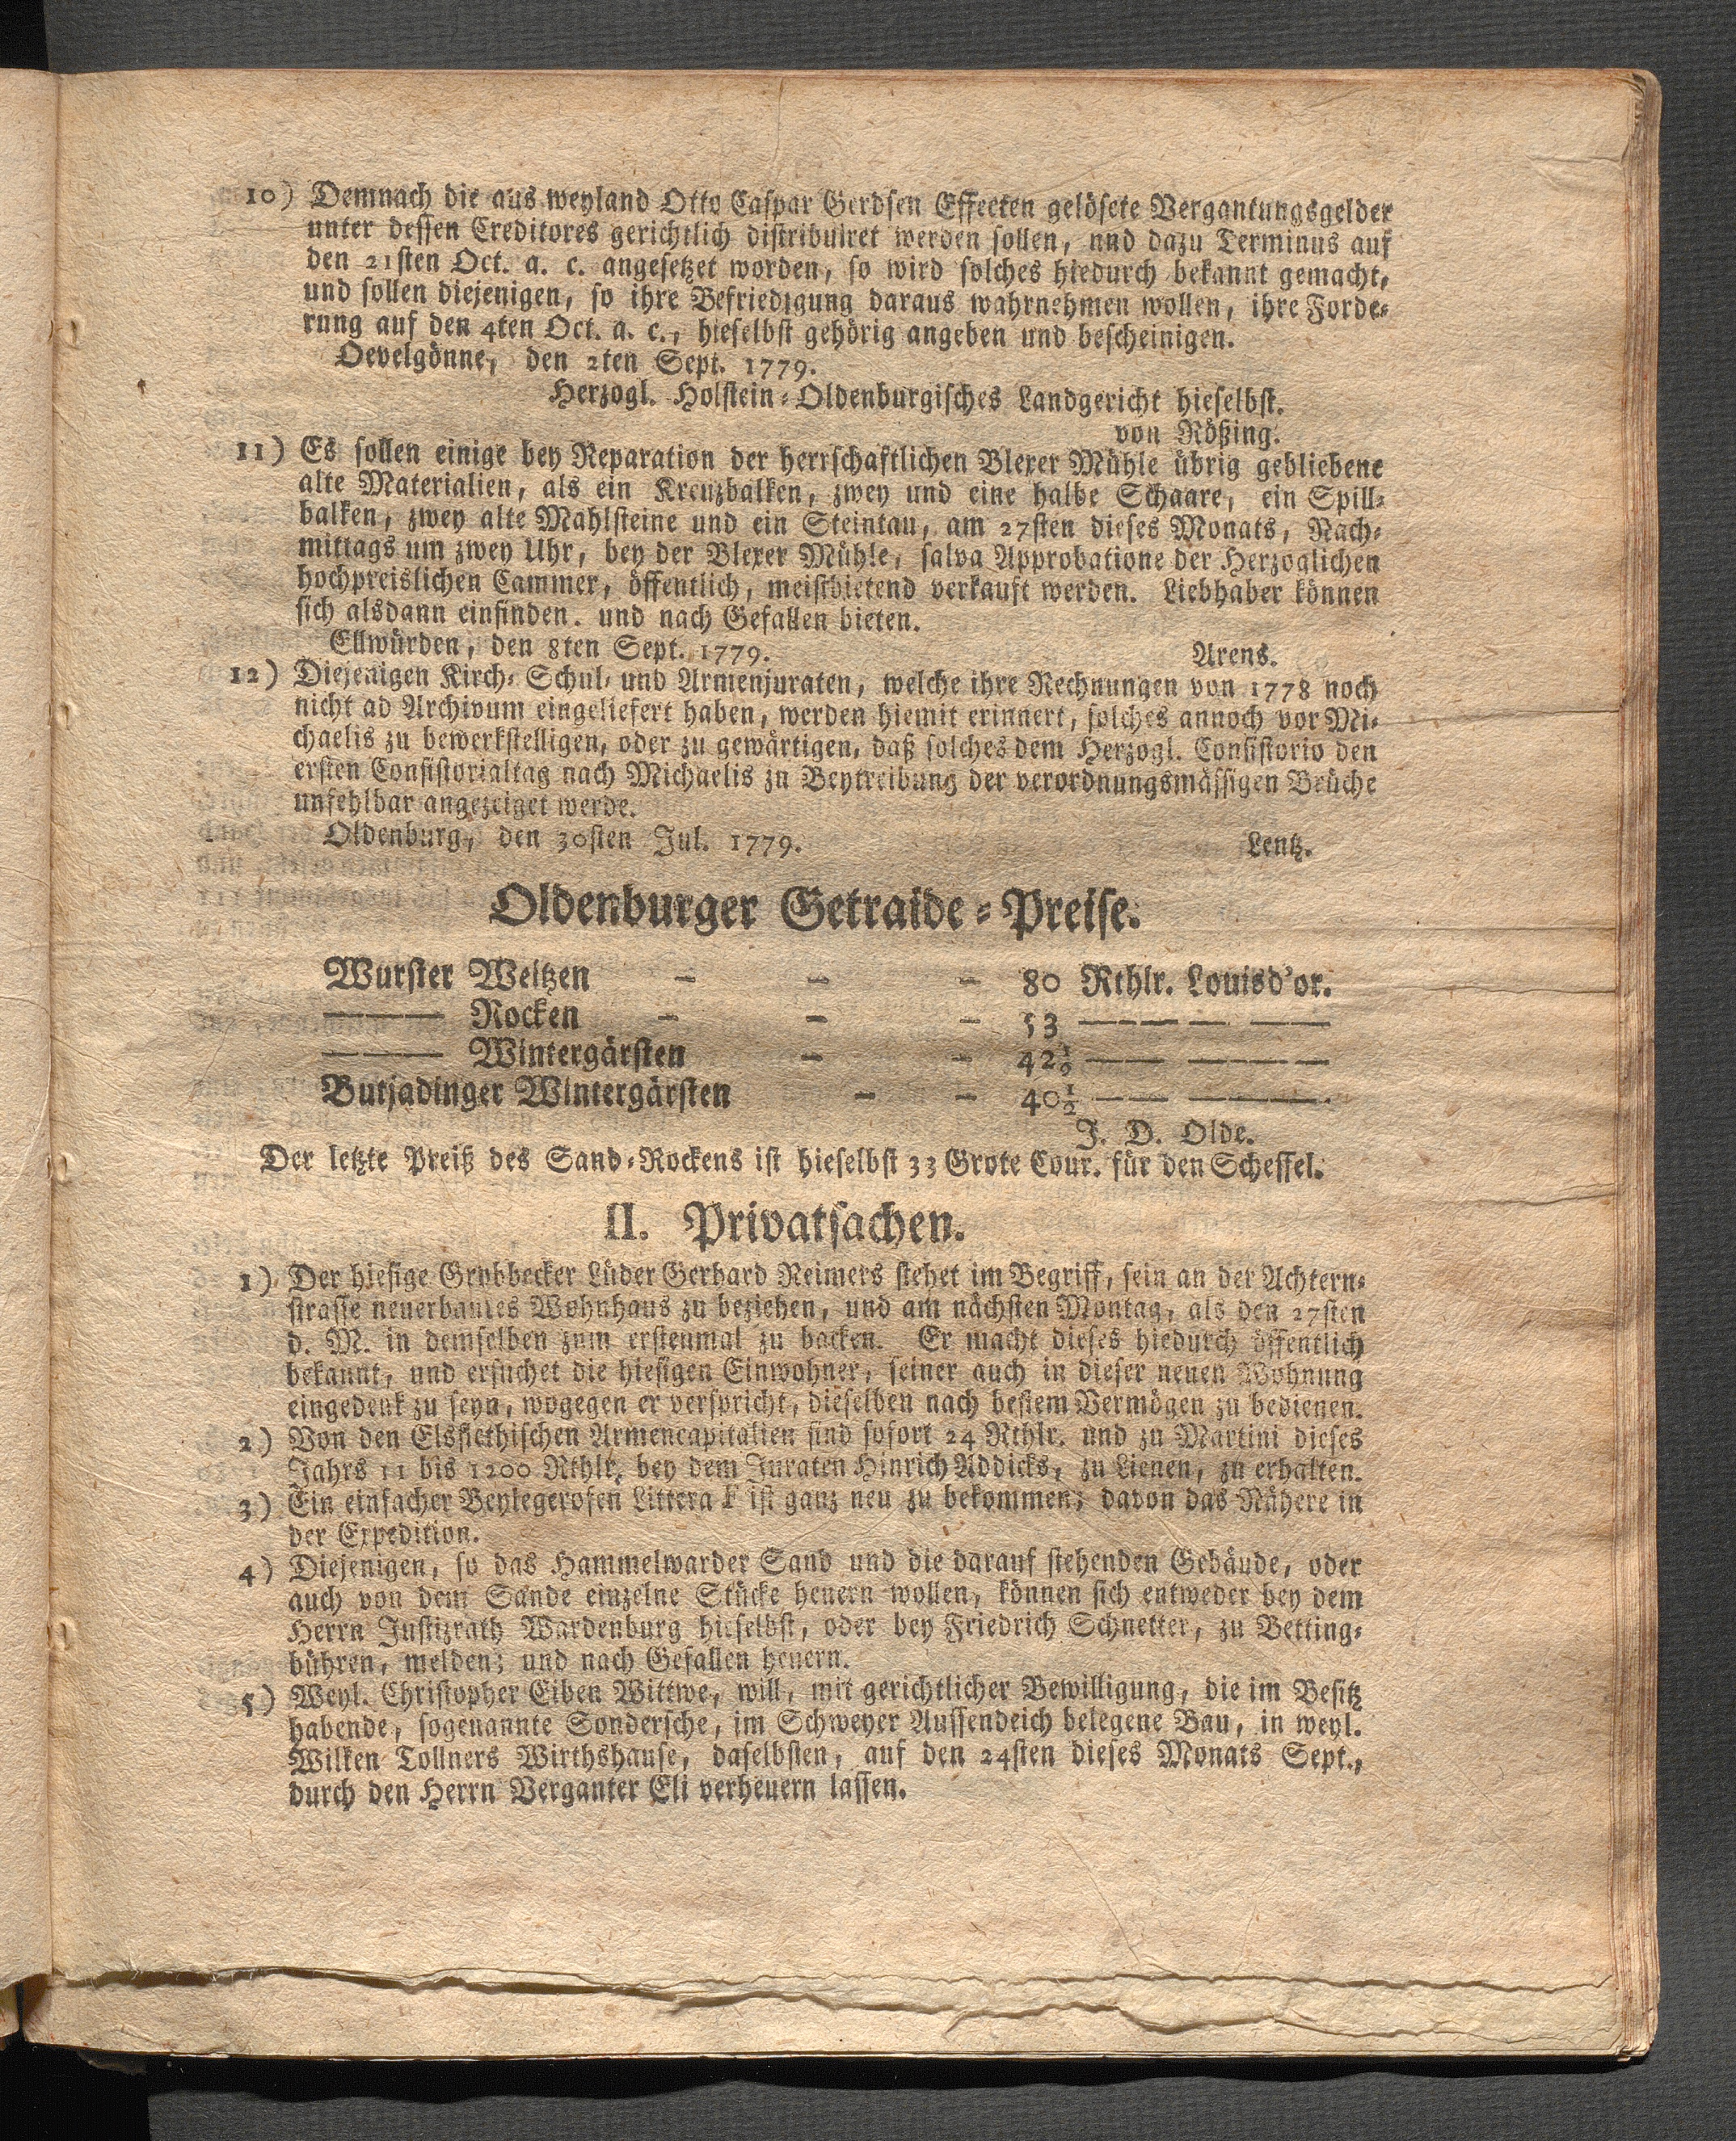 10) Demnach die aus weyland Otto Caspar Gerdsen Effecten gelösete Vergantungsgelder
unter dessen Creditores gerichtlich distribuiret werden sollen, und dazu Terminus auf
den 21sten Oct. a. c. angesetzet worden, so wird solches hiedurch bekannt gemacht,
und sollen diejenigen, so ihre Befriedigung daraus wahrnehmen wollen, ihre Forde-
rung auf den 4ten Oct. a. c., hieselbst gehörig angeben und bescheinigen.
Oevelgönne, den 2ten Sept. 1779.
Herzogl. Holstein-Oldenburgisches Landgericht hieselbst.
von Rößing.
11) Es sollen einige bey Reparation der herrschaftlichen Blexer Mühle übrig gebliebene
alte Materialien, als ein Kreuzbalken, zwey und eine halbe Schaare, ein Spill-
balken, zwey alte Mahlsteine und ein Steintau, am 27sten dieses Monats, Nach-
mittags um zwey Uhr, bey der Blexer Mühle, salva Approbatione der Herzoglichen
hochpreislichen Cammer, öffentlich, meistbietend verkauft werden. Liebhaber können
sich alsdann einfinden. und nach Gefallen bieten.
Ellwürden, den 8ten Sept. 1779. Arens.
12) Diejenigen Kirch- Schul- und Armenjuraten, welche ihre Rechnungen von 1778 noch
nicht ad Archivum eingeliefert haben, werden hiemit erinnert, solches annoch vor Mi-
chaelis zu bewerkstelligen, oder zu gewärtigen, daß solches dem Herzogl. Consistorio den
ersten Consistorialtag nach Michaelis zu Beytreibung der verordnungsmässigen Brüche
unfehlbar angezeiget werde.
Oldenburg, den 30sten Jul. 1779. Lentz.
Oldenburger Getraide-Preise.
Wurster Weitzen - - - 80 Rthlr. Louisd'or.
——— Rocken - - - 53 —— —— — ——
——— Wintergärsten - - 42½ —— — ————
Butjadinger Wintergärsten - - 40½ —— — ————.
J. D. Olde.
Der letzte Preiß des Sand-Rockens ist hieselbst 33 Grote Cour. für den Scheffel.
II. Privatsachen.
1) Der hiesige Grobbecker Lüder Gerhard Reimers stehet im Begriff, sein an der Achtern-
strasse neuerbautes Wohnhaus zu beziehen, und am nächsten Montag, als den 27sten
d. M. in demselben zum erstenmal zu backen. Er macht dieses hiedurch öffentlich
bekannt, und ersuchet die hiesigen Einwohner, seiner auch in dieser neuen Wohnung
eingedenk zu seyn, wogegen er verspricht, dieselben nach bestem Vermögen zu bedienen.
2) Von den Elsflethischen Armencapitalien sind sofort 24 Rthlr. und zu Martini dieses
Jahrs 11 bis 1200 Rthlr. bey dem Juraten Hinrich Addicks, zu Lienen, zu erhalten.
3) Ein einfacher Beylegerofen Littera ist ganz neu zu bekommen; davon das Nähere in
der Expedition.
4) Diejenigen, so das Hammelwarder Sand und die darauf stehenden Gebäude, oder
auch von dem Sande einzelne Stücke heuern wollen, können sich entweder bey dem
Herrn Justizrath Wardenburg hieselbst, oder bey Friedrich Schnetter, zu Betting-
bühren, melden; und nach Gefallen heuern.
5) Weyl. Christopher Eiben Wittwe, will, mit gerichtlicher Bewilligung, die im Besitz
habende, sogenannte Sondersche, im Schweyer Aussendeich belegene Bau, in weyl.
Wilken Tollners Wirthshause, daselbsten, auf den 24sten dieses Monats Sept.,
durch den Herrn Verganter Eli verheuern lassen.